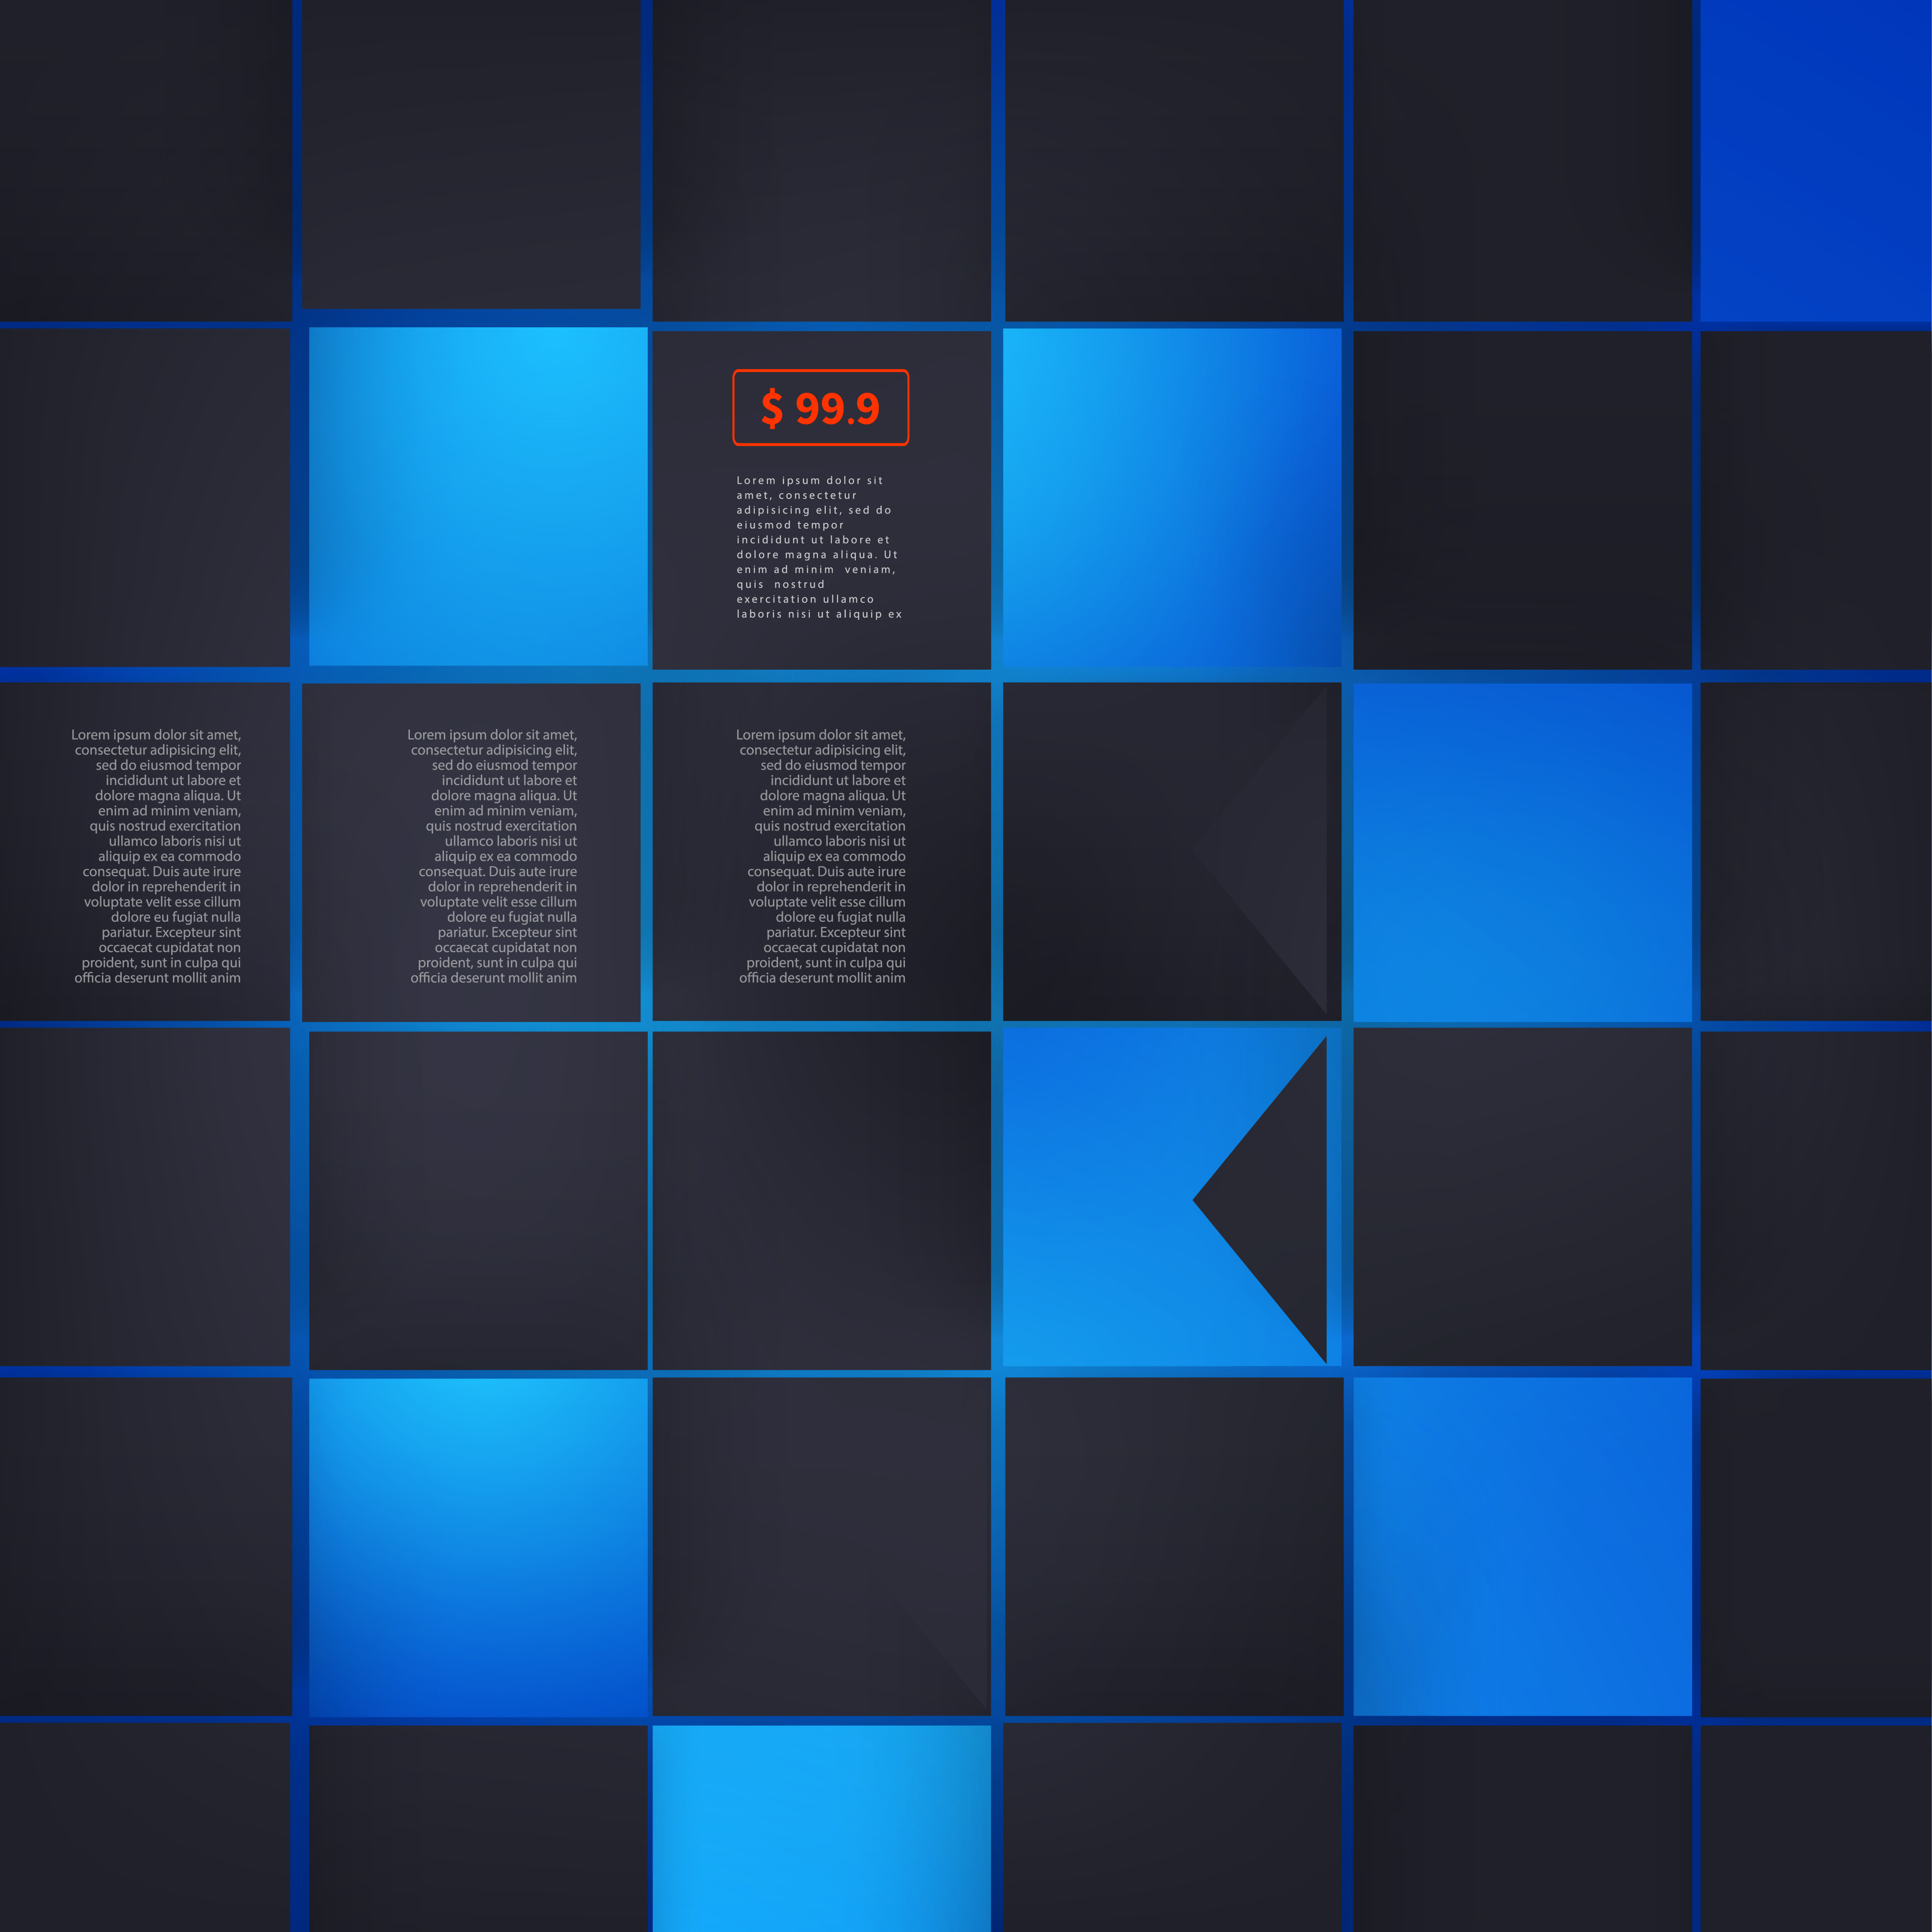 $ 99.9
Lorem ipsum dolor sit
amet, consectetur
adipisicing elit, sed do
eiusmod tempor
incididunt ut labore et
dolore magna aliqua. Ut
enim ad minim veniam,
quis nostrud
exercitation ullamco
laboris nisi ut aliquip ex
Lorem ipsum dolor sit amet,
consectetur adipisicing elit,
sed do eiusmod tempor
incididunt ut labore et
dolore magna aliqua. Ut
enim ad minim veniam,
quis nostrud exercitation
ullamco laboris nisi ut
aliquip ex ea commodo
consequat. Duis aute irure
dolor in reprehenderit in
voluptate velit esse cillum
dolore eu fugiat nulla
pariatur. Excepteur sint
occaecat cupidatat non
proident, sunt in culpa qui
officia deserunt mollit anim
Lorem ipsum dolor sit amet,
consectetur adipisicing elit,
sed do eiusmod tempor
incididunt ut labore et
dolore magna aliqua. Ut
enim ad minim veniam,
quis nostrud exercitation
ullamco laboris nisi ut
aliquip ex ea commodo
consequat. Duis aute irure
dolor in reprehenderit in
voluptate velit esse cillum
dolore eu fugiat nulla
pariatur. Excepteur sint
occaecat cupidatat non
proident, sunt in culpa qui
officia deserunt mollit anim
Lorem ipsum dolor sit amet,
consectetur adipisicing elit,
sed do eiusmod tempor
incididunt ut labore et
dolore magna aliqua. Ut
enim ad minim veniam,
quis nostrud exercitation
ullamco laboris nisi ut
aliquip ex ea commodo
consequat. Duis aute irure
dolor in reprehenderit in
voluptate velit esse cillum
dolore eu fugiat nulla
pariatur. Excepteur sint
occaecat cupidatat non
proident, sunt in culpa qui
officia deserunt mollit anim